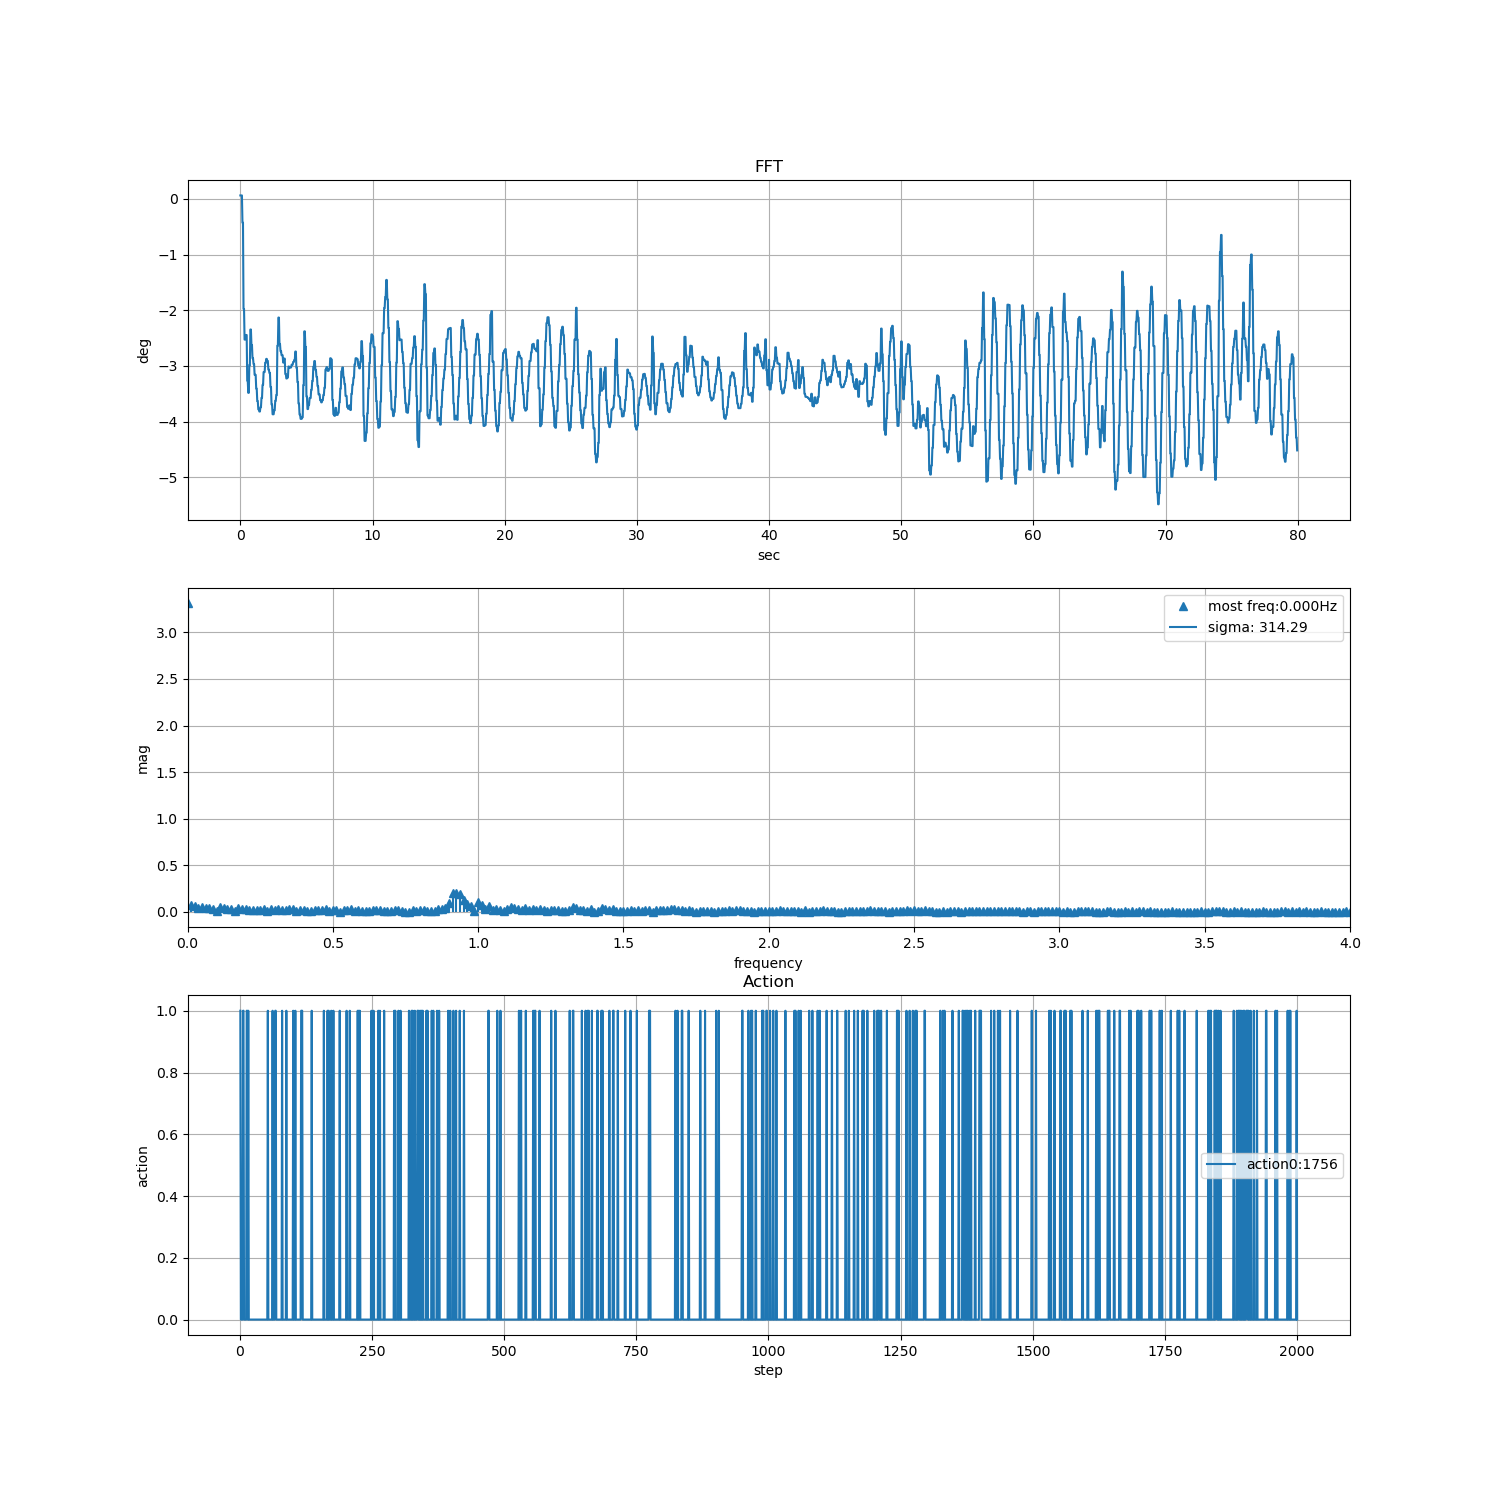 FFT
0
−1
−2
−3
−4
−5
deg
0 10 20 30 40 50 60 70 80
sec
most freq:0.000Hz
sigma: 314.29
3.0
2.5
2.0
1.5
1.0
0.5
0.0
mag
0.0 0.5 1.0 1.5 2.0 2.5 3.0 3.5 4.0
frequency
Action
1.0
0.8
0.6
0.4
0.2
0.0
action
action0:1756
0 250 500 750 1000 1250 1500 1750 2000
step